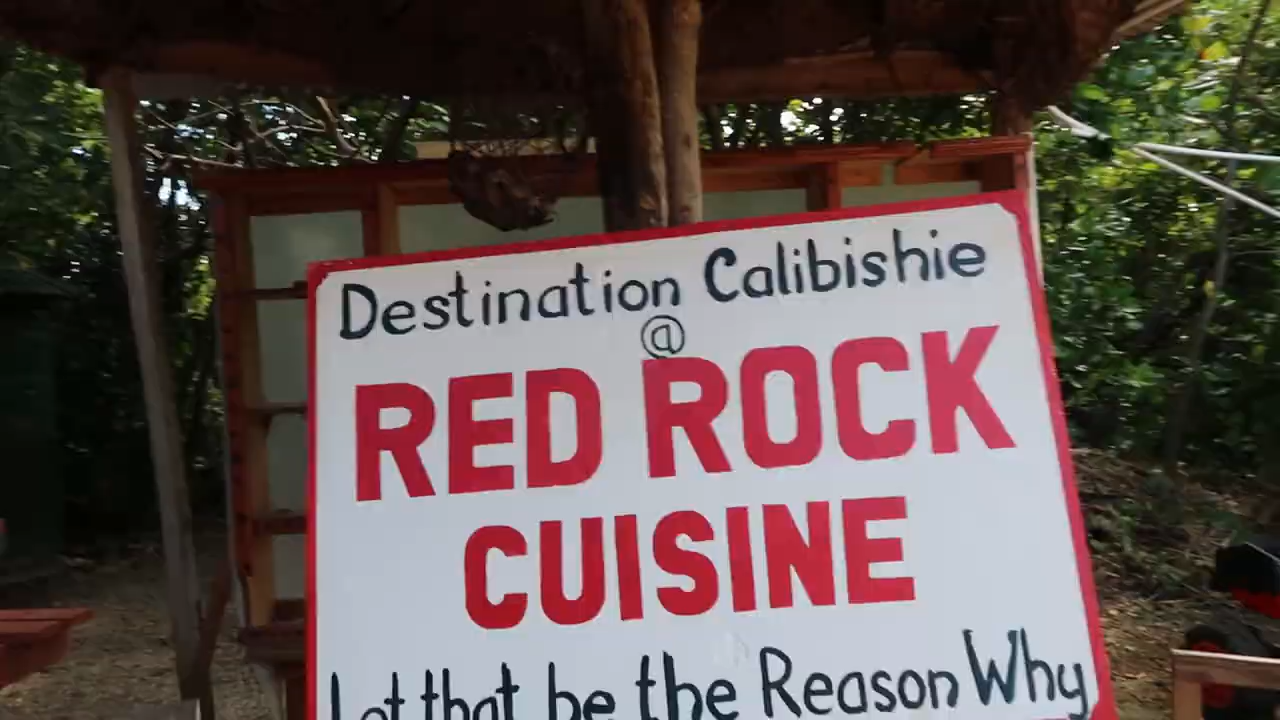 Destination Calibishie
@
RED ROCK
CUISINE
Let that be the Reason Why